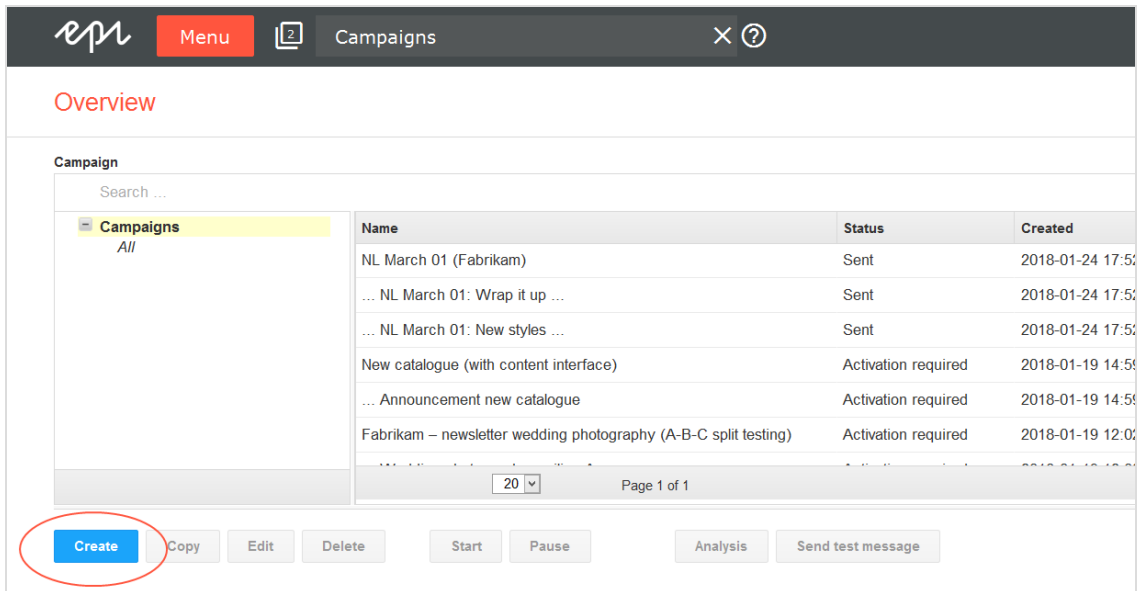 epi Menu 2 Campaigns ?
Overview
Campaign
Search ...
Campaigns
All
Name Status Created
NL March 01 (Fabrikam) Sent 2018-01-24 17:52
... NL March 01: Wrap it up ... Sent 2018-01-24 17:52
... NL March 01: New styles ... Sent 2018-01-24 17:52
New catalogue (with content interface) Activation required 2018-01-19 14:59
... Announcement new catalogue Activation required 2018-01-19 14:59
Fabrikam – newsletter wedding photography (A-B-C split testing) Activation required 2018-01-19 12:02
20 Page 1 of 1
Create Copy Edit Delete Start Pause Analysis Send test message